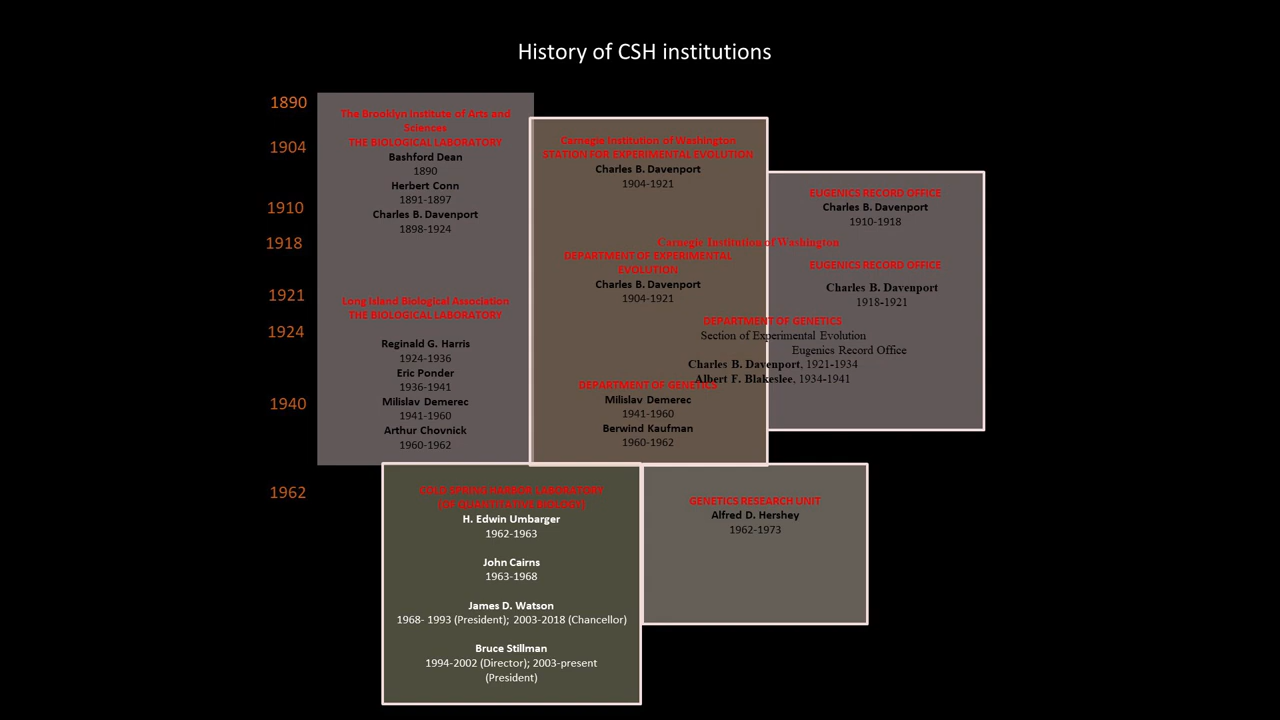 History of CSH institutions
1890
1904
1910
1918
1921
1924
1940
1962
The Brooklyn Institute of Arts and
Sciences
THE BIOLOGICAL LABORATORY
Bashford Dean
1890
Herbert Conn
1891-1897
Charles B. Davenport
1898-1924
Long Island Biological Association
THE BIOLOGICAL LABORATORY
Reginald G. Harris
1924-1936
Eric Ponder
1936-1941
Milislav Demerec
1941-1960
Arthur Chovnick
1960-1962
Carnegie Institution of Washington
STATION FOR EXPERIMENTAL EVOLUTION
Charles B. Davenport
1904-1921
Carnegie Institution of Washington
DEPARTMENT OF EXPERIMENTAL
EVOLUTION
Charles B. Davenport
1904-1921
EUGENICS RECORD OFFICE
Charles B. Davenport
1910-1918
EUGENICS RECORD OFFICE
Charles B. Davenport
1918-1921
DEPARTMENT OF GENETICS
Section of Experimental Evolution
Eugenics Record Office
Charles B. Davenport, 1921-1934
Albert F. Blakeslee, 1934-1941
DEPARTMENT OF GENETICS
Milislav Demerec
1941-1960
Berwind Kaufman
1960-1962
COLD SPRING HARBOR LABORATORY
(OF QUANTITATIVE BIOLOGY)
H. Edwin Umbarger
1962-1963
John Cairns
1963-1968
James D. Watson
1968- 1993 (President); 2003-2018 (Chancellor)
Bruce Stillman
1994-2002 (Director); 2003-present
(President)
GENETICS RESEARCH UNIT
Alfred D. Hershey
1962-1973